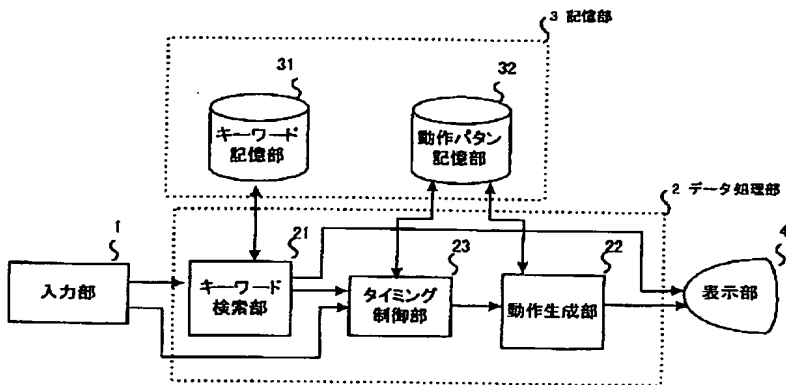 3 記憶部
31
32
キーワード
記憶部
動作パタン
記憶部
2 データ処理部
1
21
23
22
4
入力部
キーワード
検索部
タイミング
制御部
動作生成部
表示部